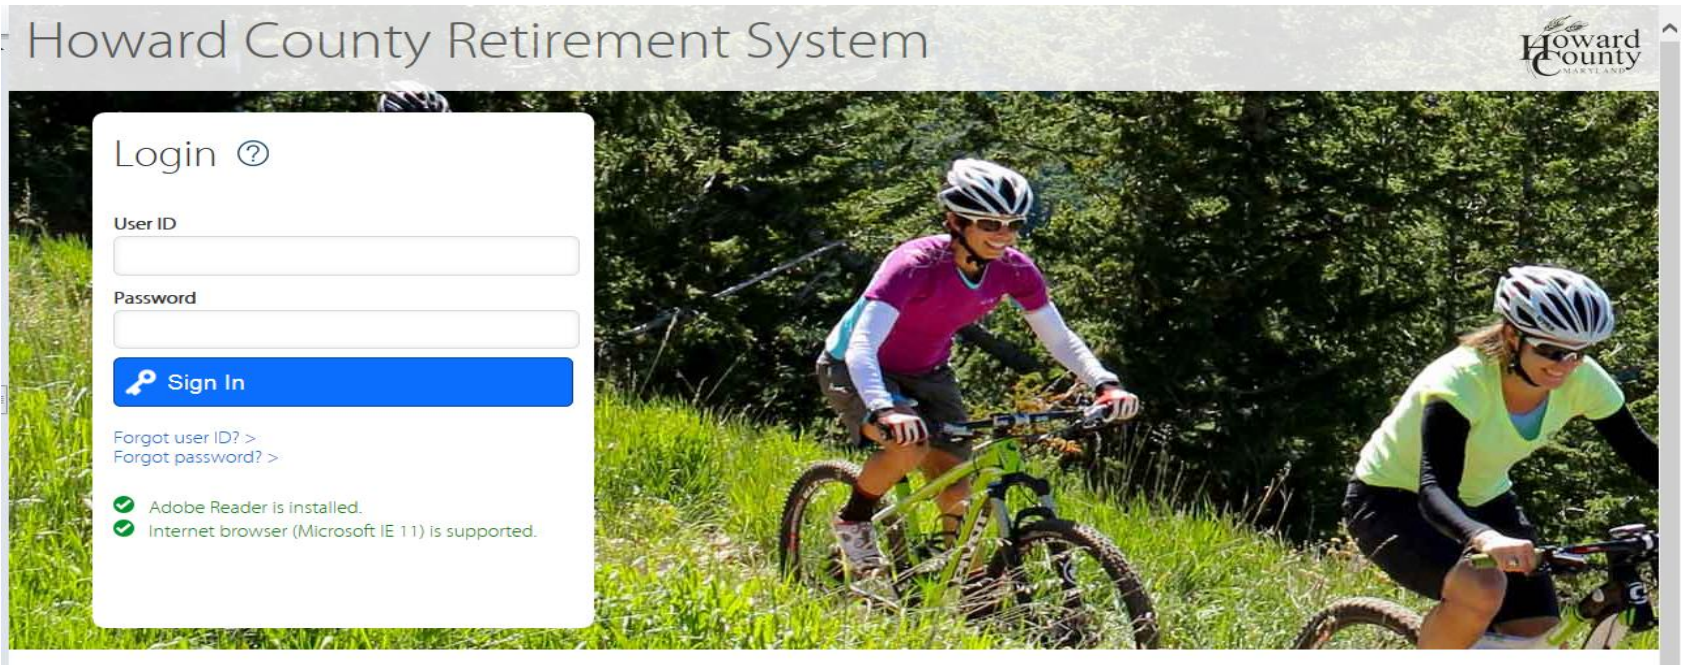 Howard County Retirement System
Howard
County
MARYLAND
Login ?
User ID
Password
Sign In
Forgot user ID? >
Forgot password? >
Adobe Reader is installed.
Internet browser (Microsoft IE 11) is supported.